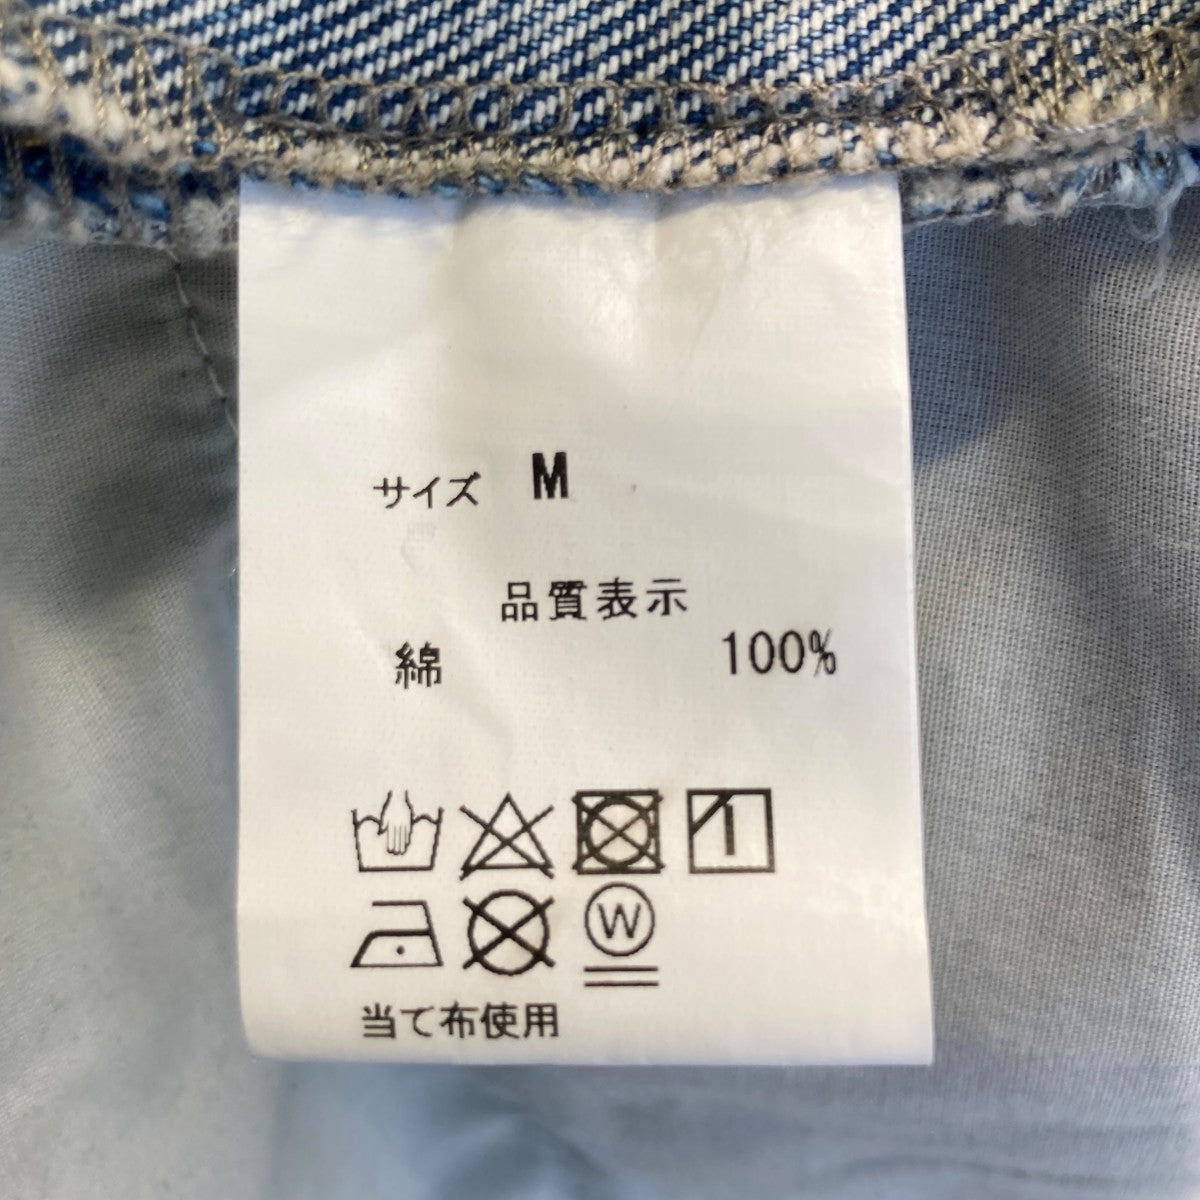 サイズ M
品質表示
綿 100%
W
当て布使用